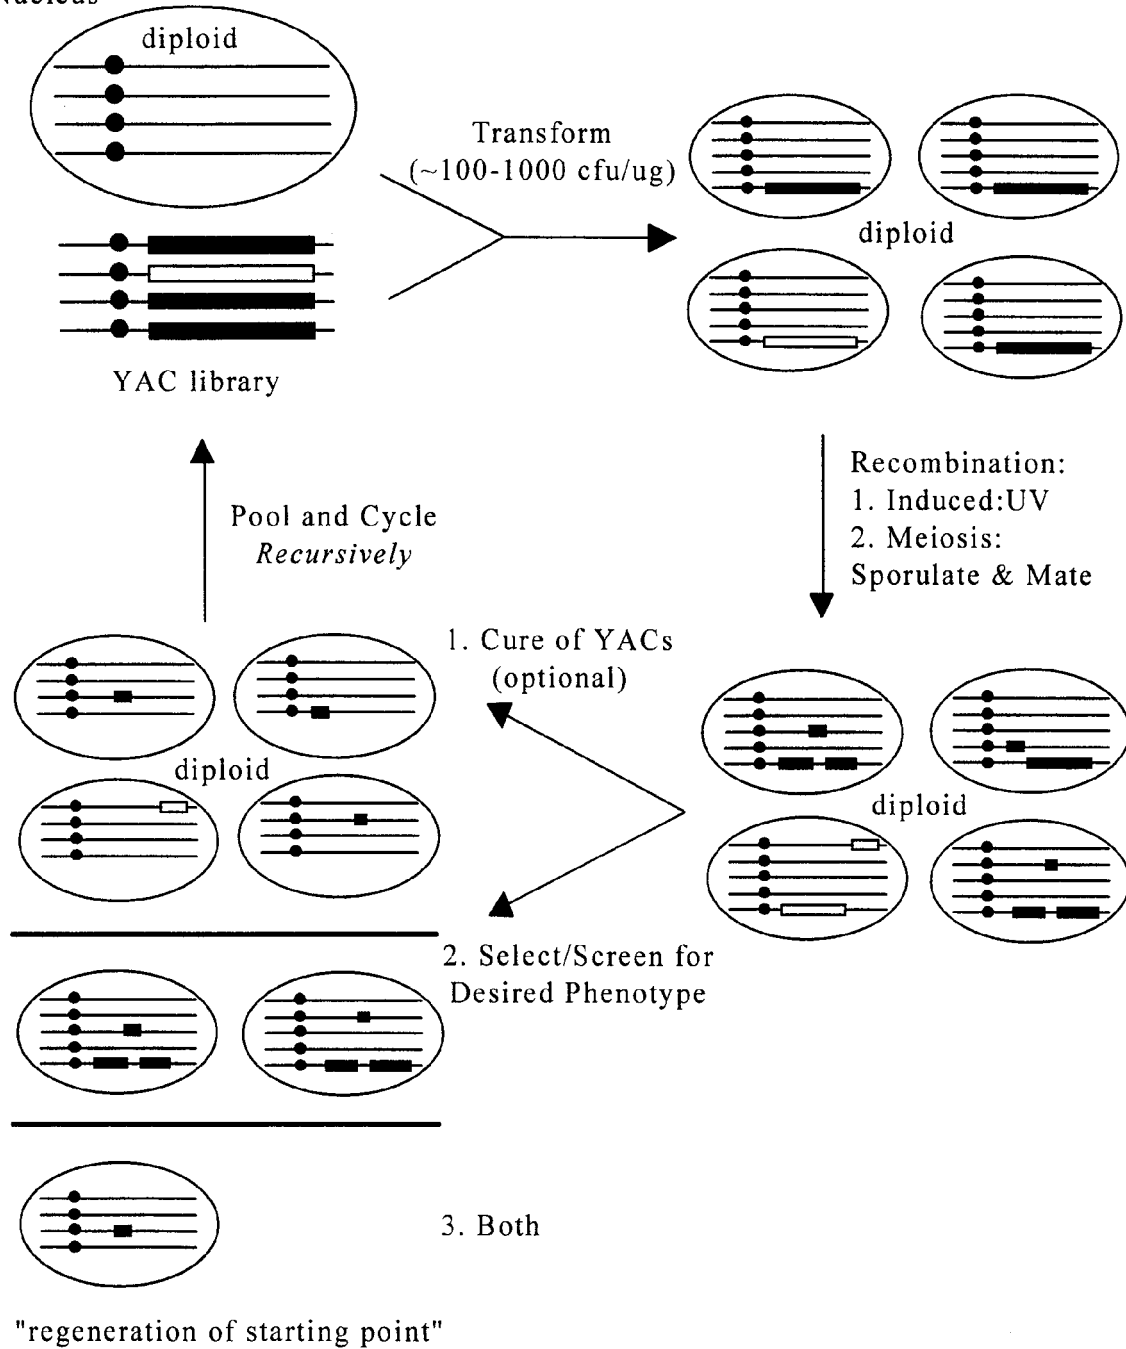 diploid
Transform
(~100-1000 cfu/ug)
diploid
YAC library
Recombination:
1. Induced:UV
2. Meiosis:
Sporulate & Mate
Pool and Cycle
Recursively
1. Cure of YACs
(optional)
diploid
diploid
2. Select/Screen for
Desired Phenotype
3. Both
"regeneration of starting point"